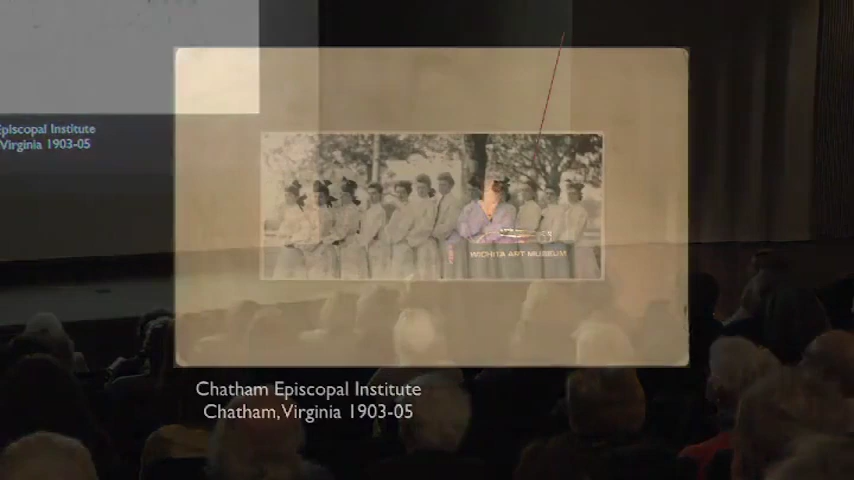 Episcopal Institute
Virginia 1903-05
WICHITA ART MUSEUM
Chatham Episcopal Institute
Chatham, Virginia 1903-05